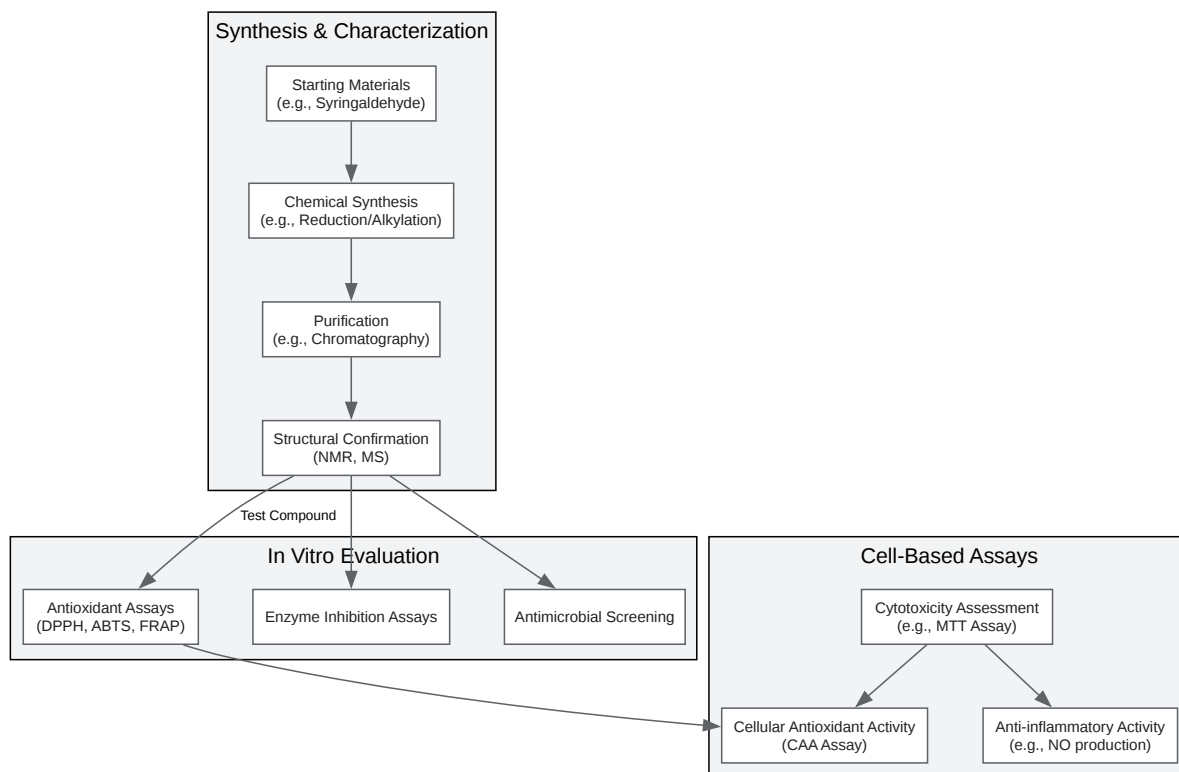 Synthesis & Characterization
Starting Materials
(e.g., Syringaldehyde)
Chemical Synthesis
(e.g., Reduction/Alkylation)
Purification
(e.g., Chromatography)
Structural Confirmation
(NMR, MS)
Test Compound
In Vitro Evaluation
Antioxidant Assays
(DPPH, ABTS, FRAP)
Enzyme Inhibition Assays
Antimicrobial Screening
Cell-Based Assays
Cytotoxicity Assessment
(e.g., MTT Assay)
Cellular Antioxidant Activity
(CAA Assay)
Anti-inflammatory Activity
(e.g., NO production)